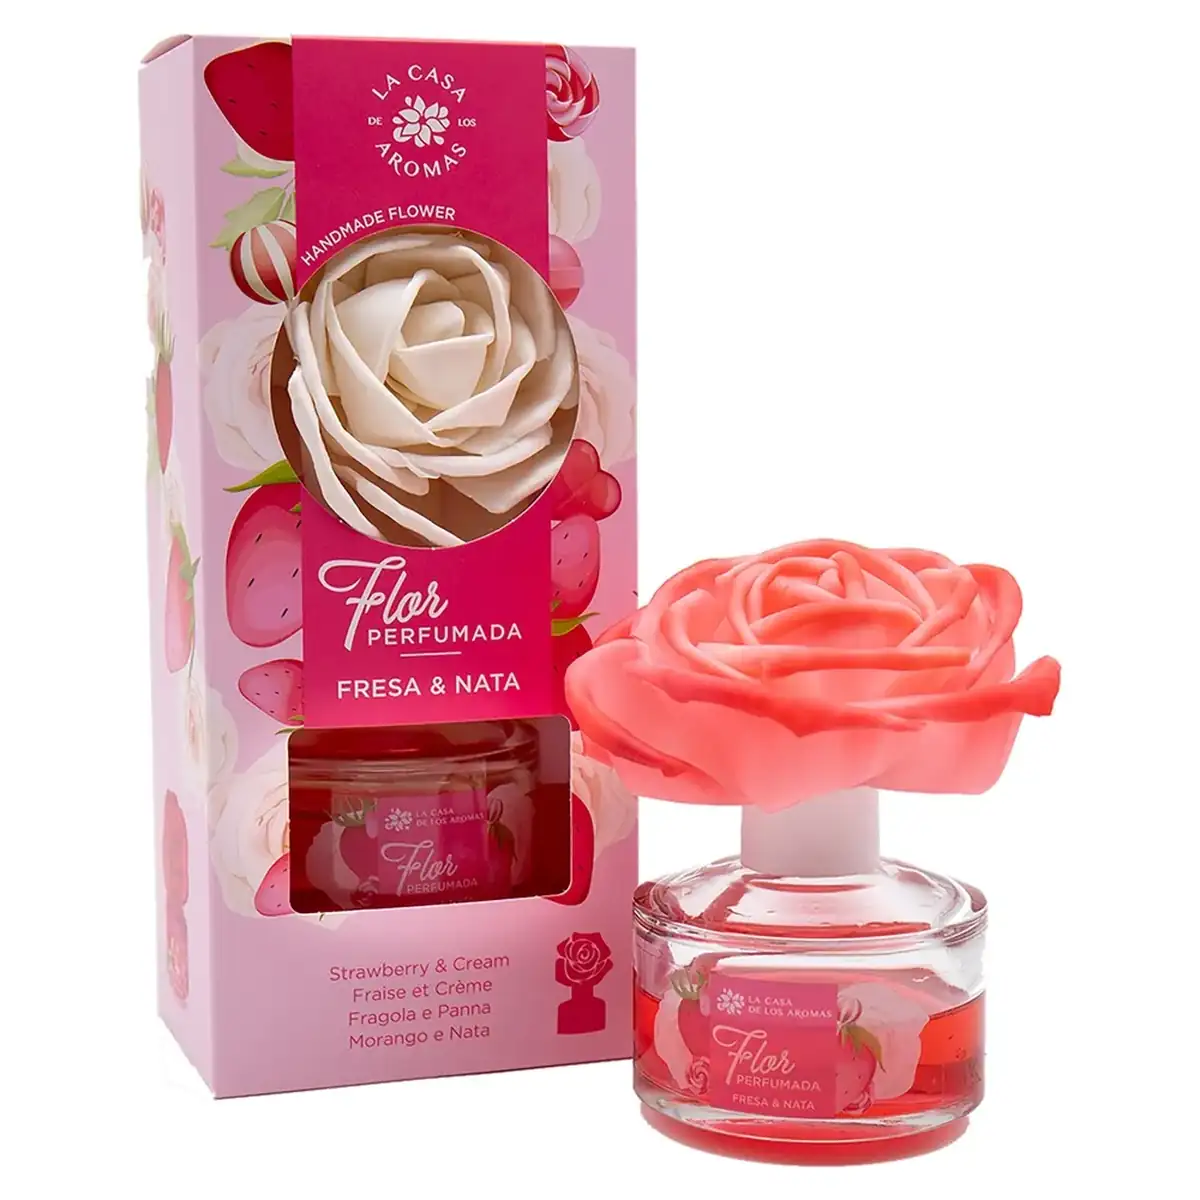 LA CASA
DE LOS
AROMAS
HANDMADE FLOWER
Flor
PERFUMADA
FRESA & NATA
LA CASA
DE LOS AROMAS
Flor
PERFUMADA
Strawberry & Cream
Fraise et Crème
Fragola e Panna
Morango e Nata
LA CASA
DE LOS AROMAS
Flor
PERFUMADA
FRESA & NATA